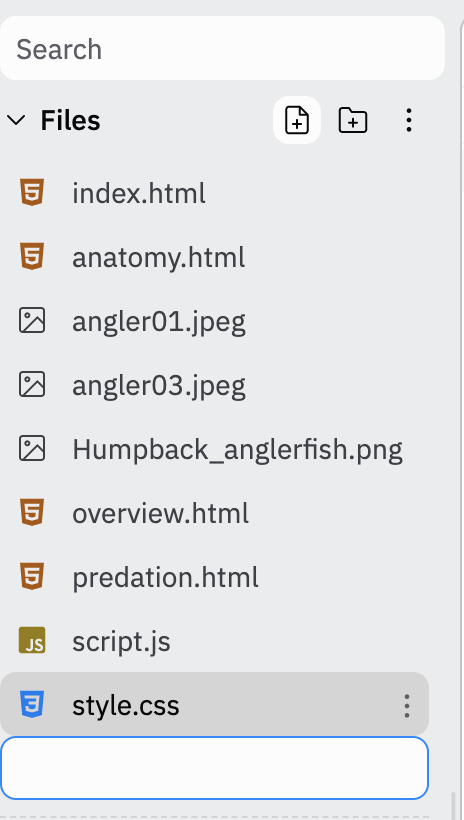 Search
Files
index.html
anatomy.html
angler01.jpeg
angler03.jpeg
Humpback_anglerfish.png
overview.html
predation.html
JS script.js
style.css